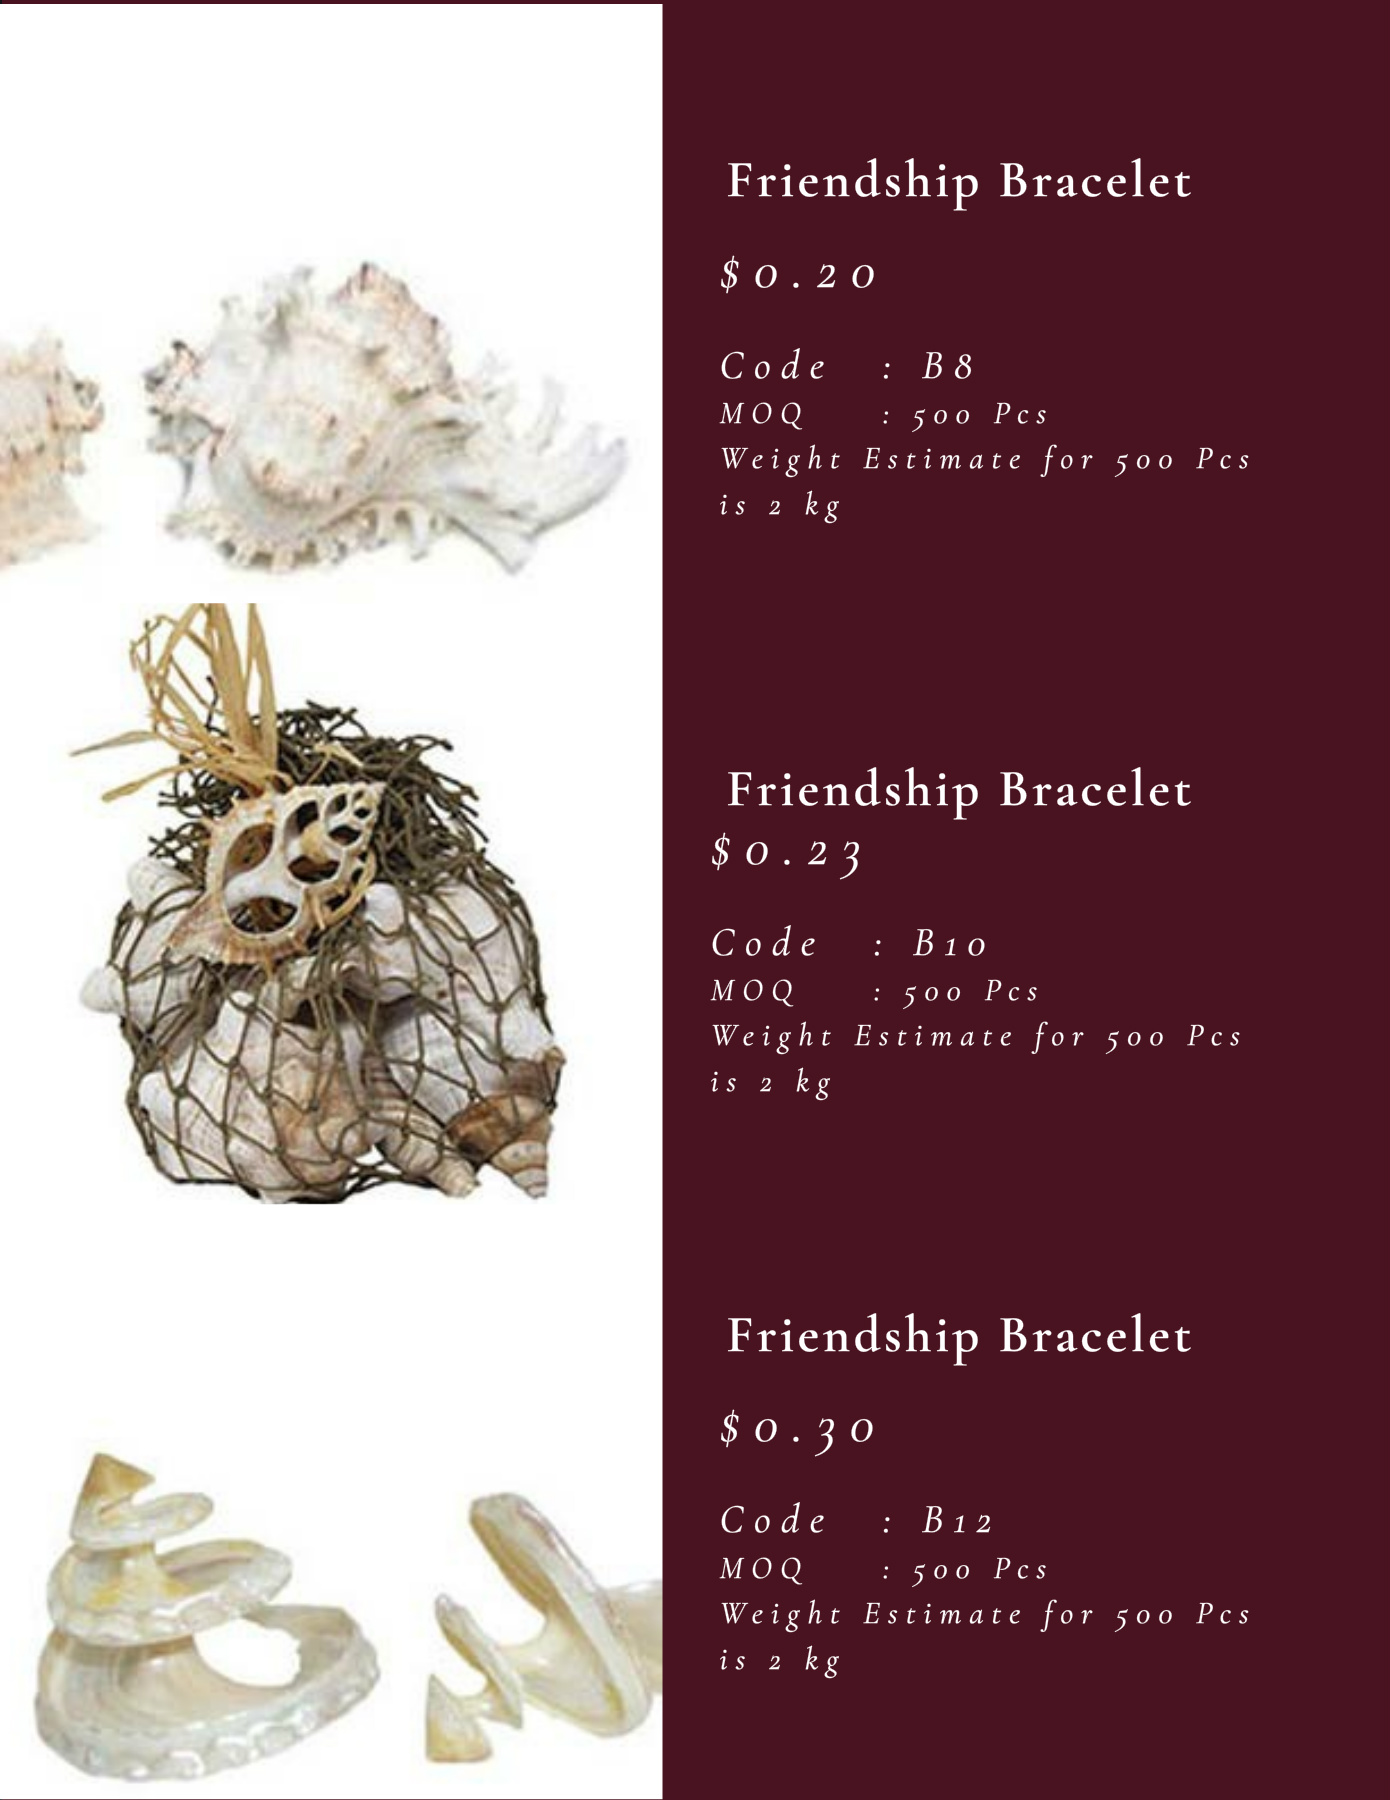 Friendship Bracelet
$0.20
Code : B8
MOQ : 500 Pcs
Weight Estimate for 500 Pcs
is 2 kg
Friendship Bracelet
$0.23
Code : B10
MOQ : 500 Pcs
Weight Estimate for 500 Pcs
is 2 kg
Friendship Bracelet
$0.30
Code : B12
MOQ : 500 Pcs
Weight Estimate for 500 Pcs
is 2 kg